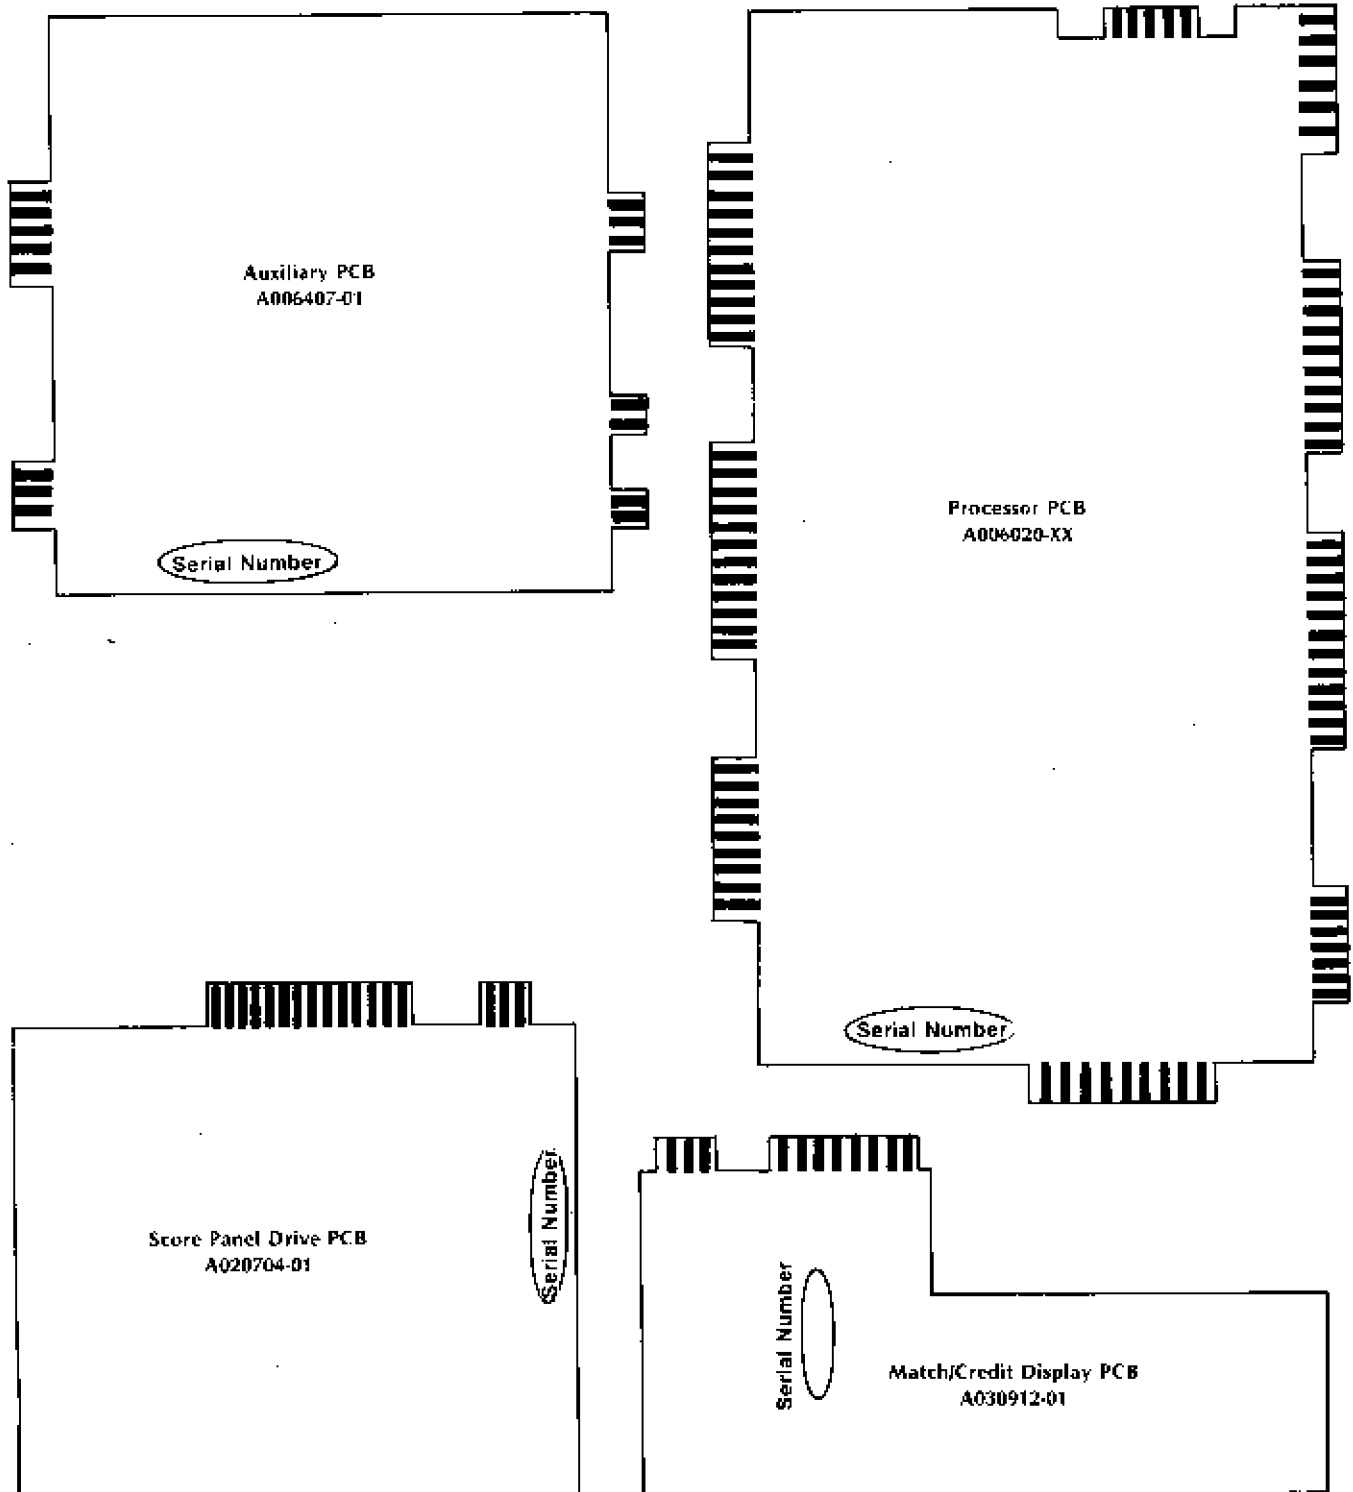 Auxiliary PCB
A006407-01
Serial Number
Processor PCB
A006020-XX
Serial Number
Score Panel Drive PCB
A020704-01
Serial Number
Serial Number
Match/Credit Display PCB
A030912-01